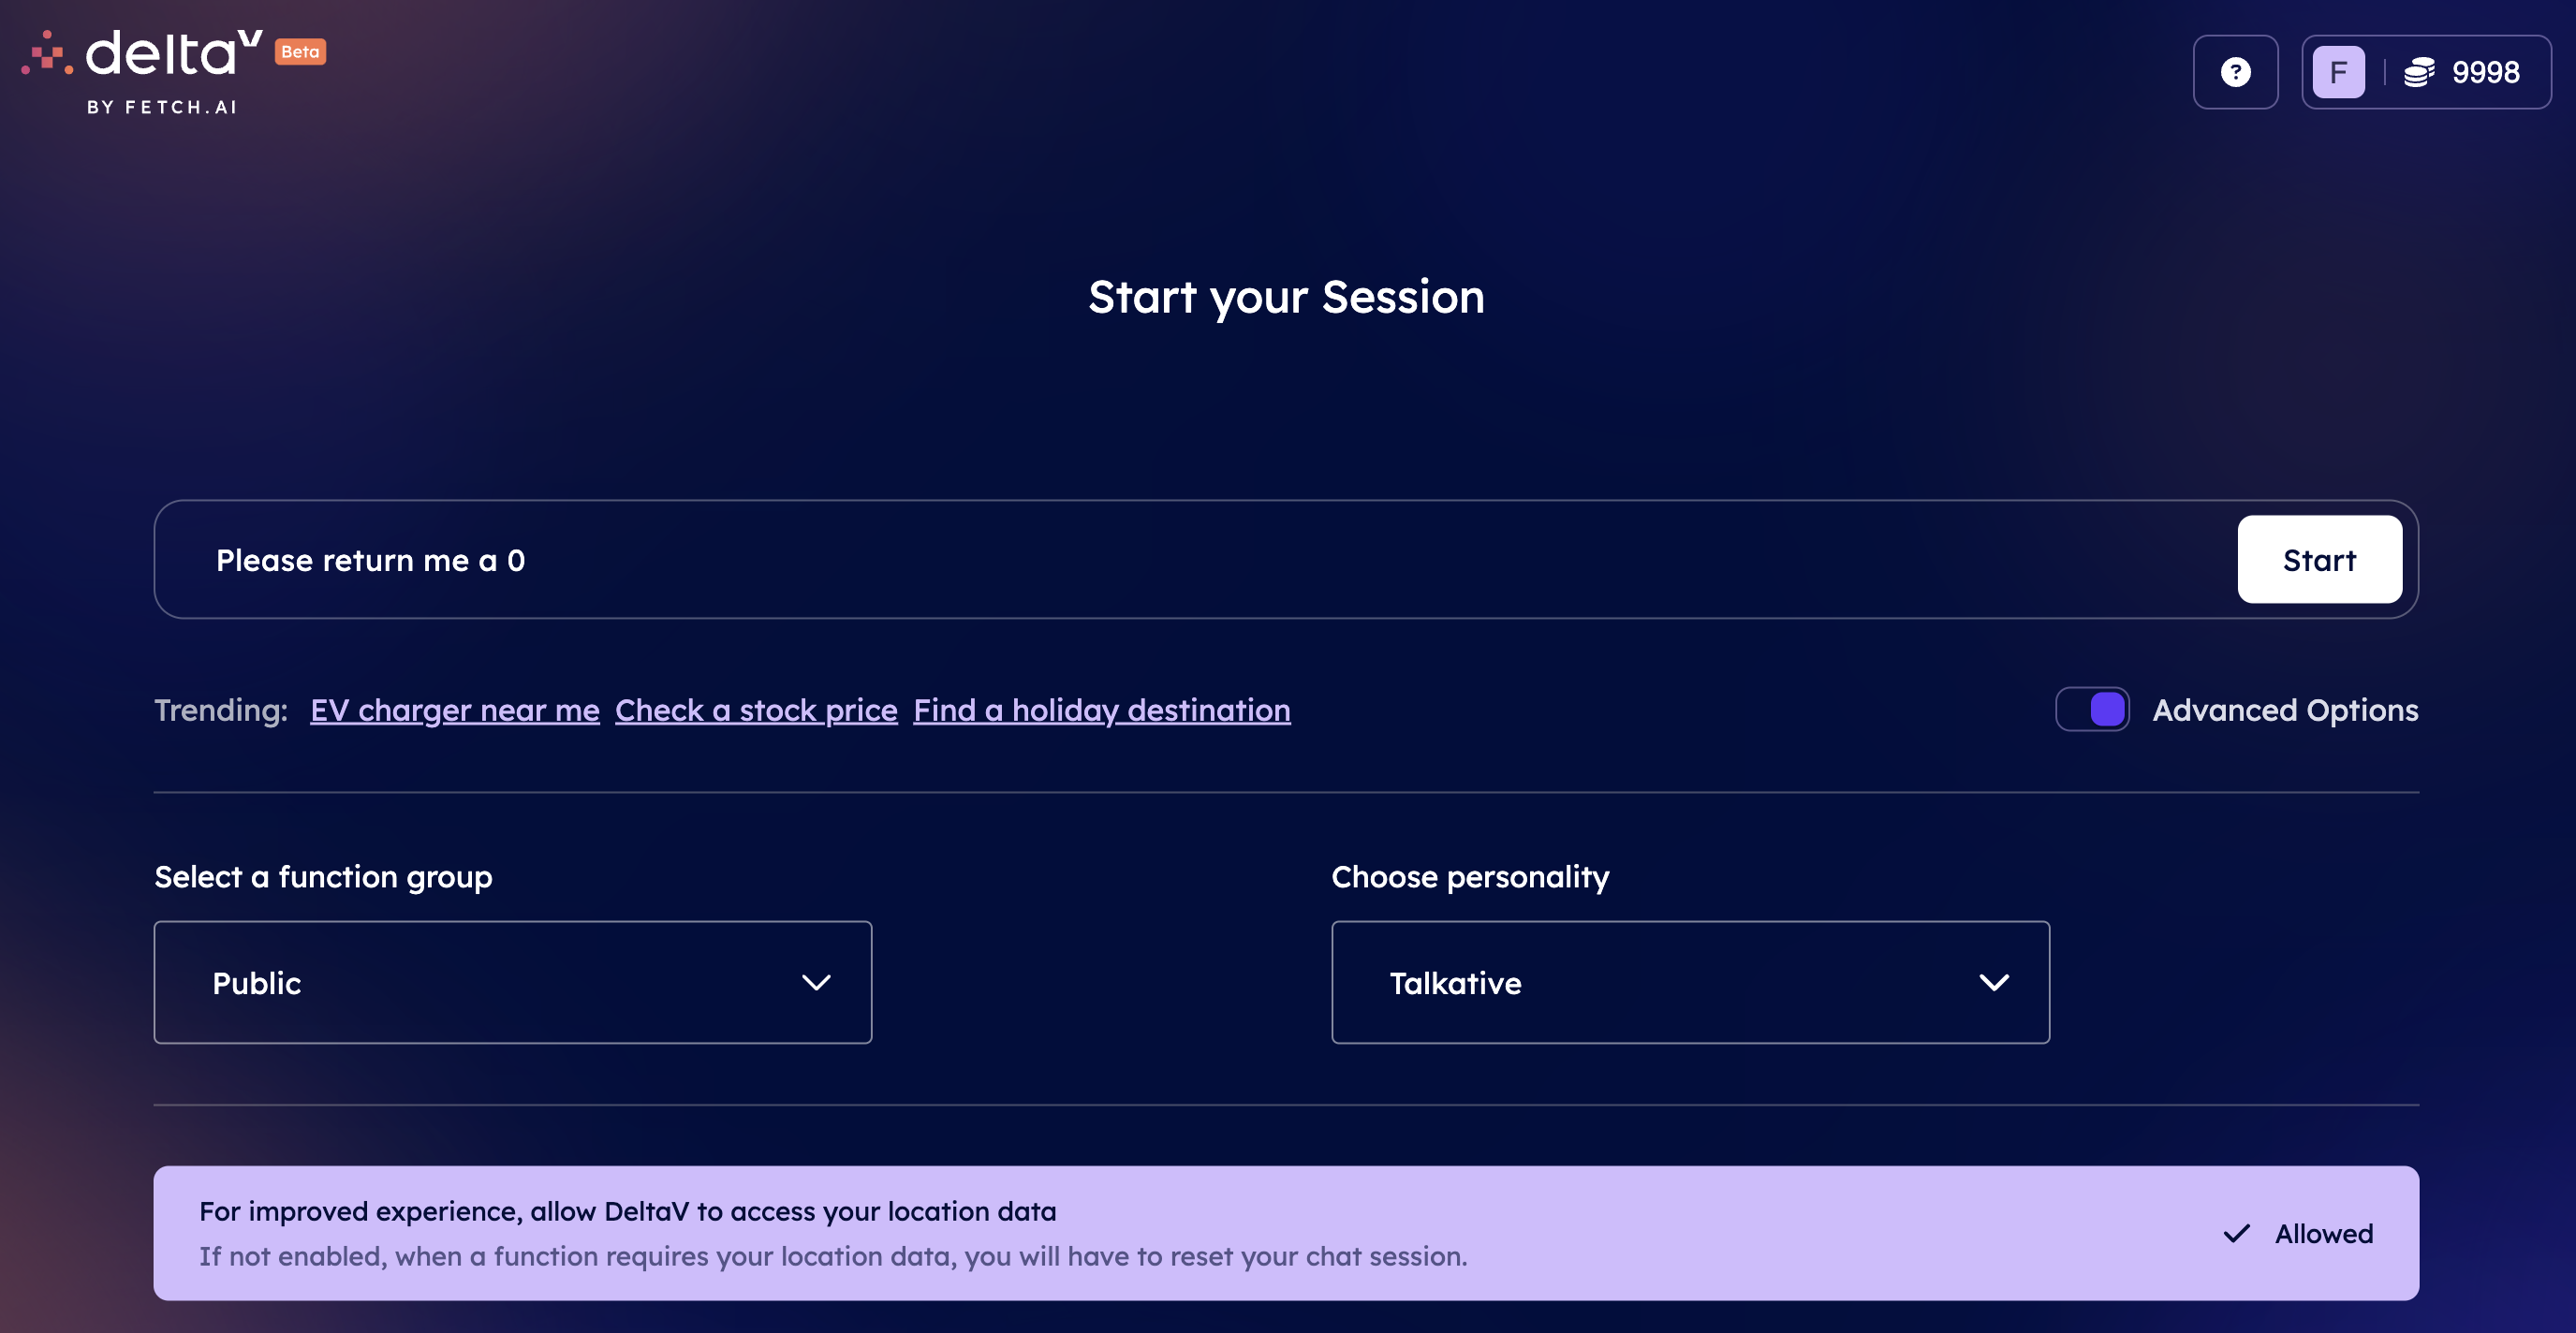 deltaV Beta
BY FETCH.AI
? F 9998
Start your Session
Please return me a 0 Start
Trending: EV charger near me Check a stock price Find a holiday destination Advanced Options
Select a function group Choose personality
Public Talkative
For improved experience, allow DeltaV to access your location data
If not enabled, when a function requires your location data, you will have to reset your chat session.
Allowed